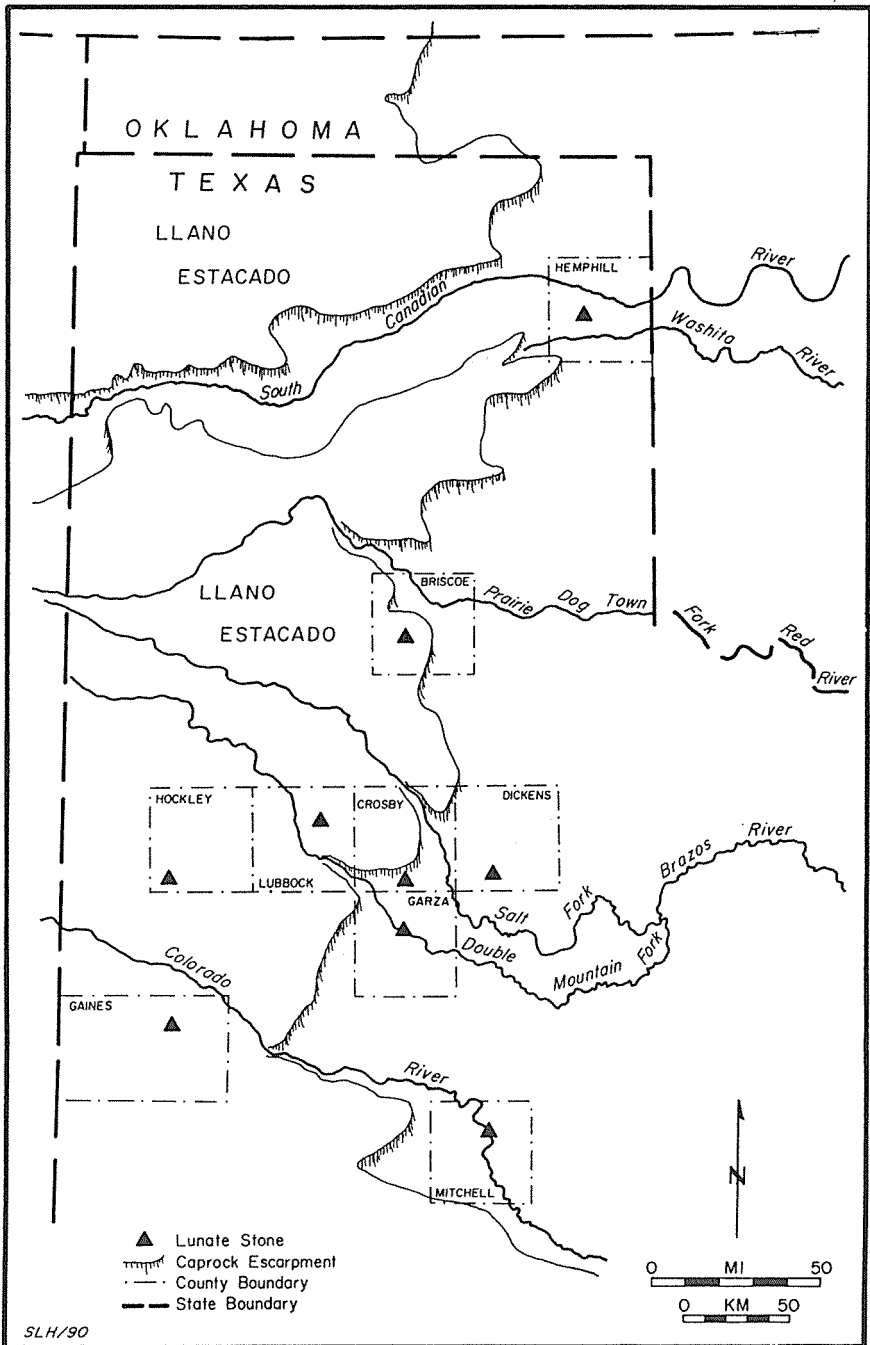 OKLAHOMA
TEXAS
LLANO
ESTACADO
HEMPHILL
River
Canadian
South
Washita
River
LLANO
ESTACADO
BRISCOE
Prairie Dog Town
Fork Red
River
HOCKLEY
LUBBOCK
CROSBY
DICKENS
GARZA
Salt Fork
Brazos River
Double Mountain Fork
Colorado
River
GAINES
MITCHELL
N
Lunate Stone
Caprock Escarpment
County Boundary
State Boundary
0 MI 50
0 KM 50
SLH/90